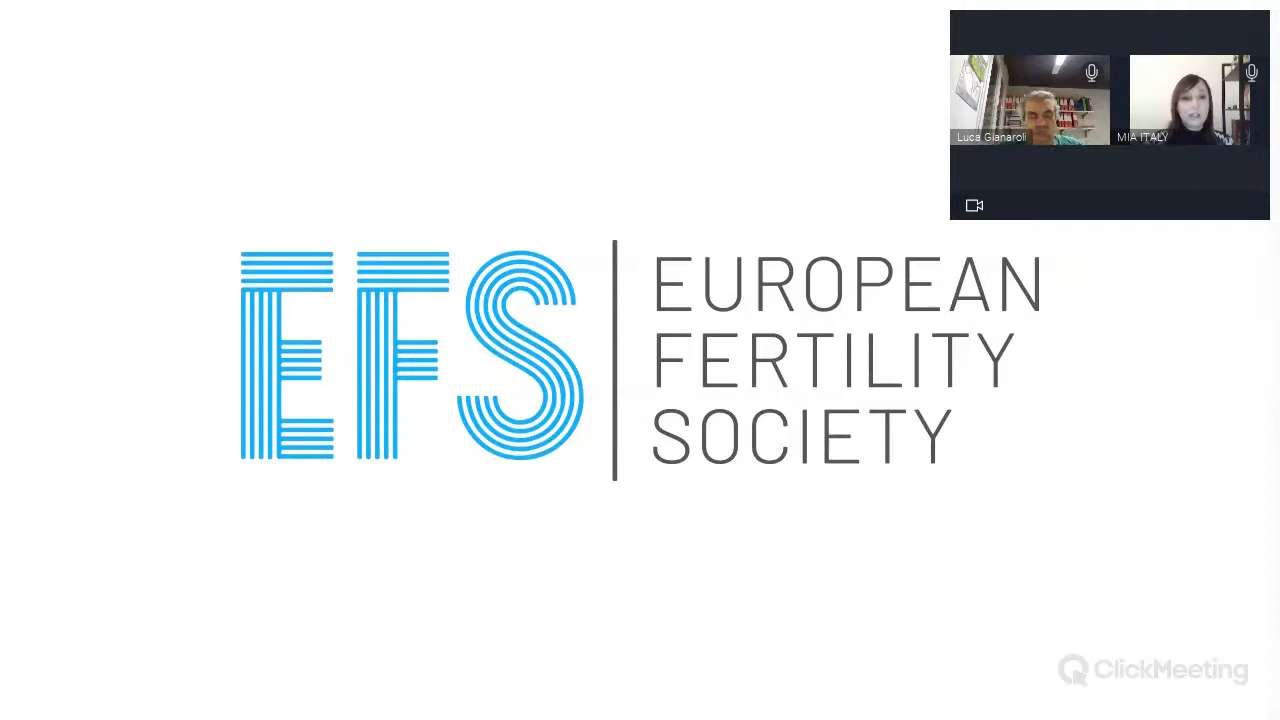 Luca Gianaroli
MIA ITALY
EFS
EUROPEAN
FERTILITY
SOCIETY
ClickMeeting